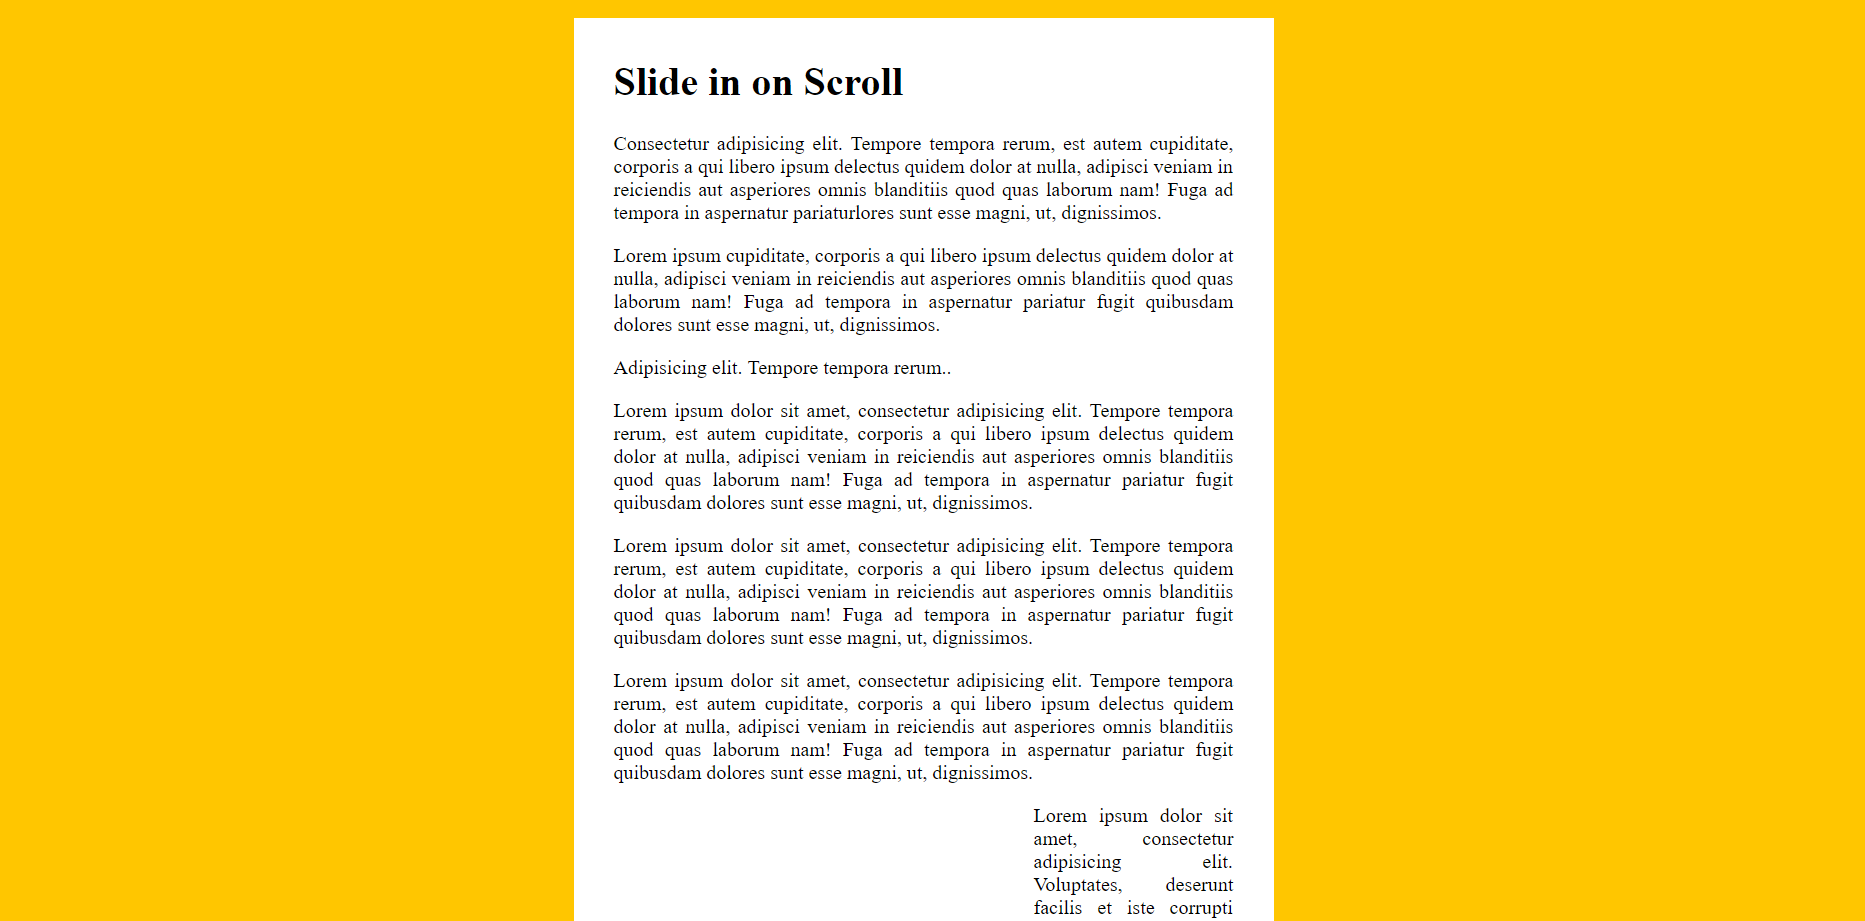 Slide in on Scroll
Consectetur adipisicing elit. Tempore tempora rerum, est autem cupiditate,
corporis a qui libero ipsum delectus quidem dolor at nulla, adipisci veniam in
reiciendis aut asperiores omnis blanditiis quod quas laborum nam! Fuga ad
tempora in aspernatur pariaturlores sunt esse magni, ut, dignissimos.
Lorem ipsum cupiditate, corporis a qui libero ipsum delectus quidem dolor at
nulla, adipisci veniam in reiciendis aut asperiores omnis blanditiis quod quas
laborum nam! Fuga ad tempora in aspernatur pariatur fugit quibusdam
dolores sunt esse magni, ut, dignissimos.
Adipisicing elit. Tempore tempora rerum..
Lorem ipsum dolor sit amet, consectetur adipisicing elit. Tempore tempora
rerum, est autem cupiditate, corporis a qui libero ipsum delectus quidem
dolor at nulla, adipisci veniam in reiciendis aut asperiores omnis blanditiis
quod quas laborum nam! Fuga ad tempora in aspernatur pariatur fugit
quibusdam dolores sunt esse magni, ut, dignissimos.
Lorem ipsum dolor sit amet, consectetur adipisicing elit. Tempore tempora
rerum, est autem cupiditate, corporis a qui libero ipsum delectus quidem
dolor at nulla, adipisci veniam in reiciendis aut asperiores omnis blanditiis
quod quas laborum nam! Fuga ad tempora in aspernatur pariatur fugit
quibusdam dolores sunt esse magni, ut, dignissimos.
Lorem ipsum dolor sit amet, consectetur adipisicing elit. Tempore tempora
rerum, est autem cupiditate, corporis a qui libero ipsum delectus quidem
dolor at nulla, adipisci veniam in reiciendis aut asperiores omnis blanditiis
quod quas laborum nam! Fuga ad tempora in aspernatur pariatur fugit
quibusdam dolores sunt esse magni, ut, dignissimos.
Lorem ipsum dolor sit
amet, consectetur
adipisicing elit.
Voluptates, deserunt
facilis et iste corrupti